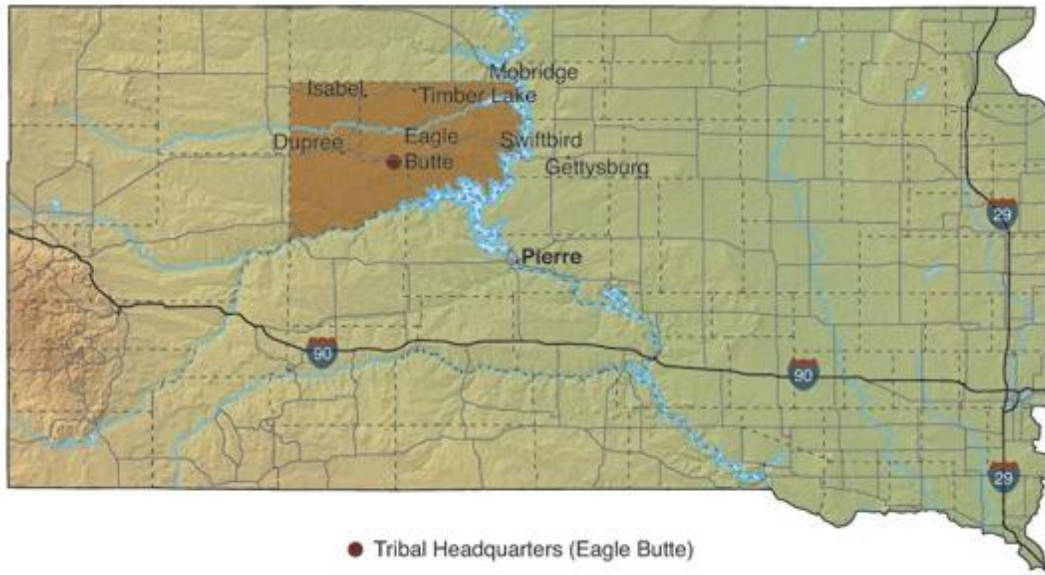 Mobridge
Isabel
Timber Lake
Dupree
Eagle
Butte
Swiftbird
Gettysburg
29
Pierre
90
90
29
Tribal Headquarters (Eagle Butte)